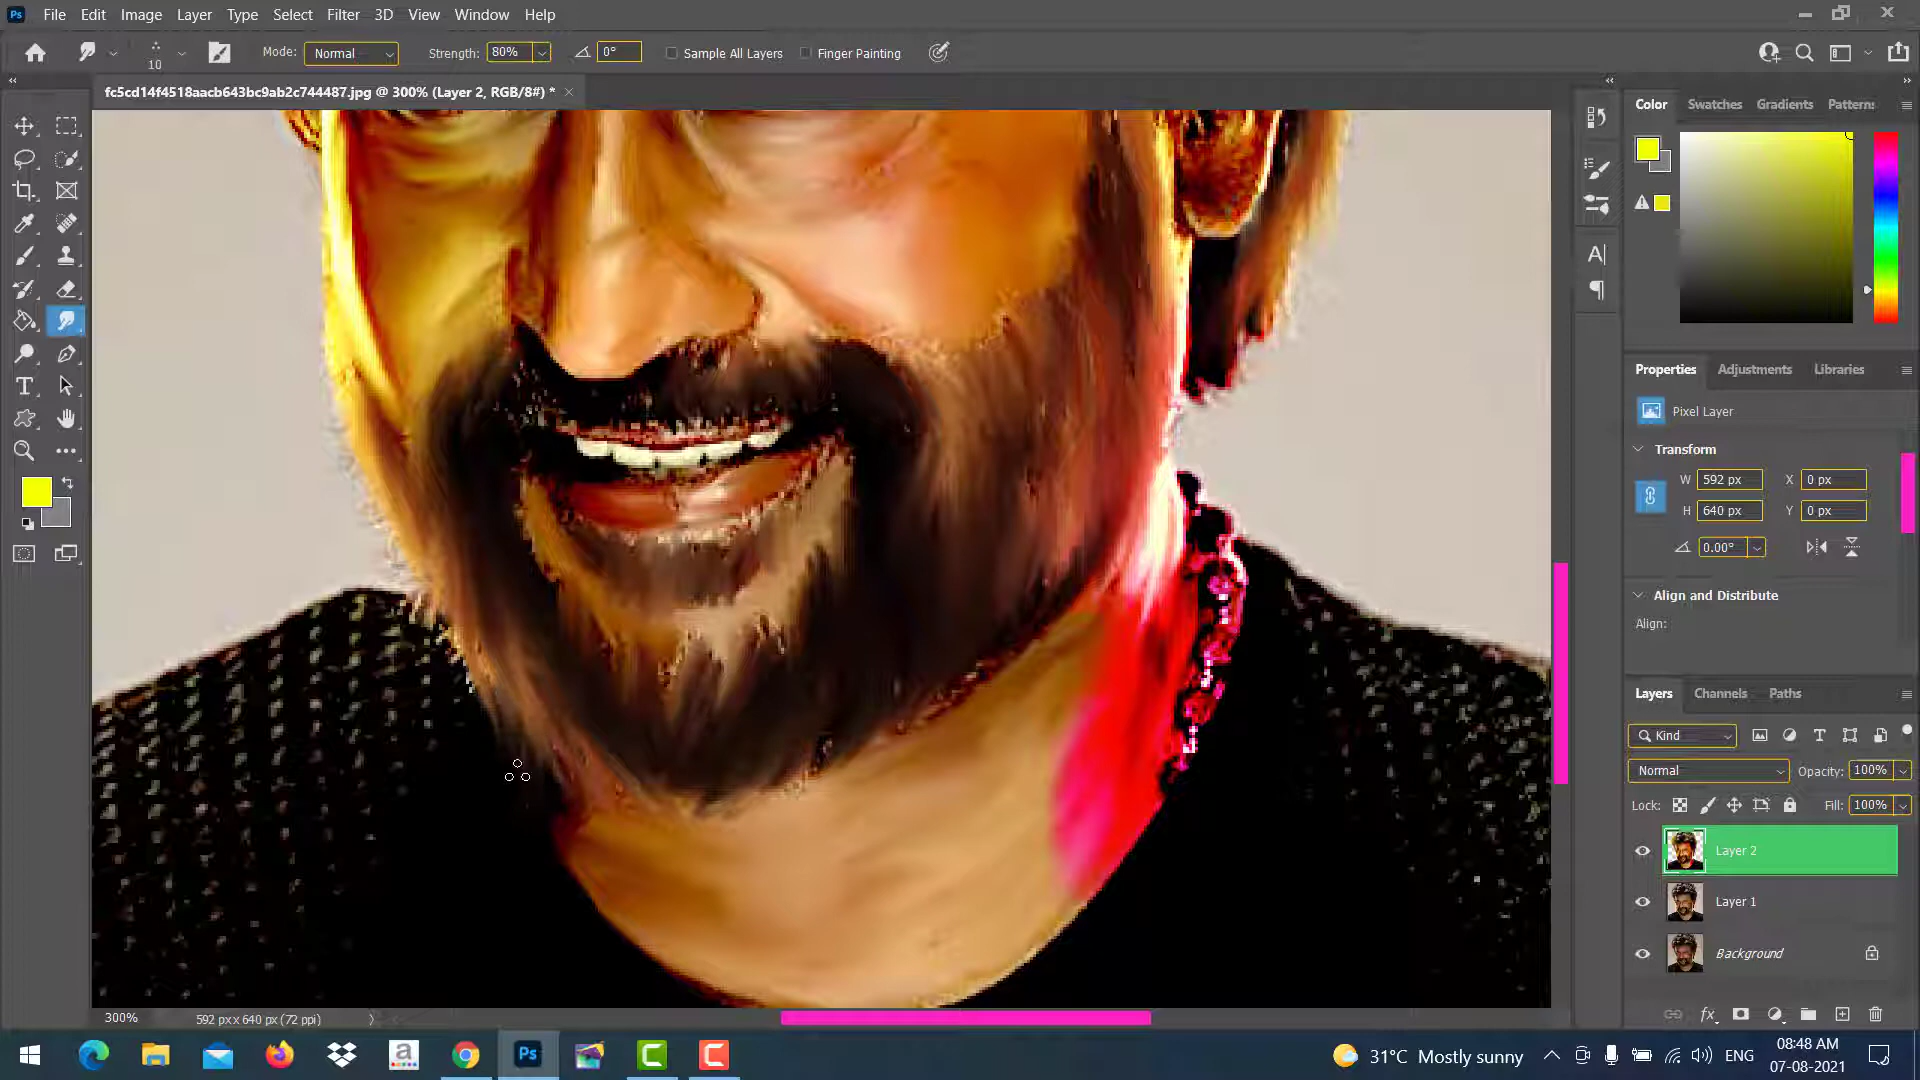 Ps File Edit Image Layer Type Select Filter 3D View Window Help
10 Mode: Normal Strength: 80% 0° Sample All Layers Finger Painting
fc5cd14f4518aacb643bc9ab2c744487.jpg @ 300% (Layer 2, RGB/8#) *
Color Swatches Gradients Patterns
Properties Adjustments Libraries
Pixel Layer
Transform
W 592 px X 0 px
H 640 px Y 0 px
0.00°
Align and Distribute
Align:
Layers Channels Paths
Kind
Normal Opacity: 100%
Lock: Fill: 100%
Layer 2
Layer 1
Background
fx
300% 592 px x 640 px (72 ppi)
a Ps C C 31°C Mostly sunny ENG 08:48 AM
07-08-2021